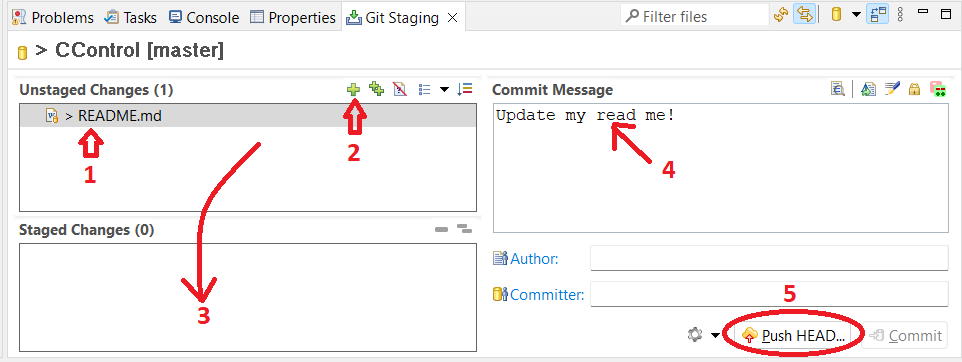 Problems Tasks Console Properties Git Staging Filter files
> CControl [master]
Unstaged Changes (1)
> README.md
1
2
3
Staged Changes (0)
Commit Message
Update my read me!
4
Author:
Committer:
5
Push HEAD... Commit